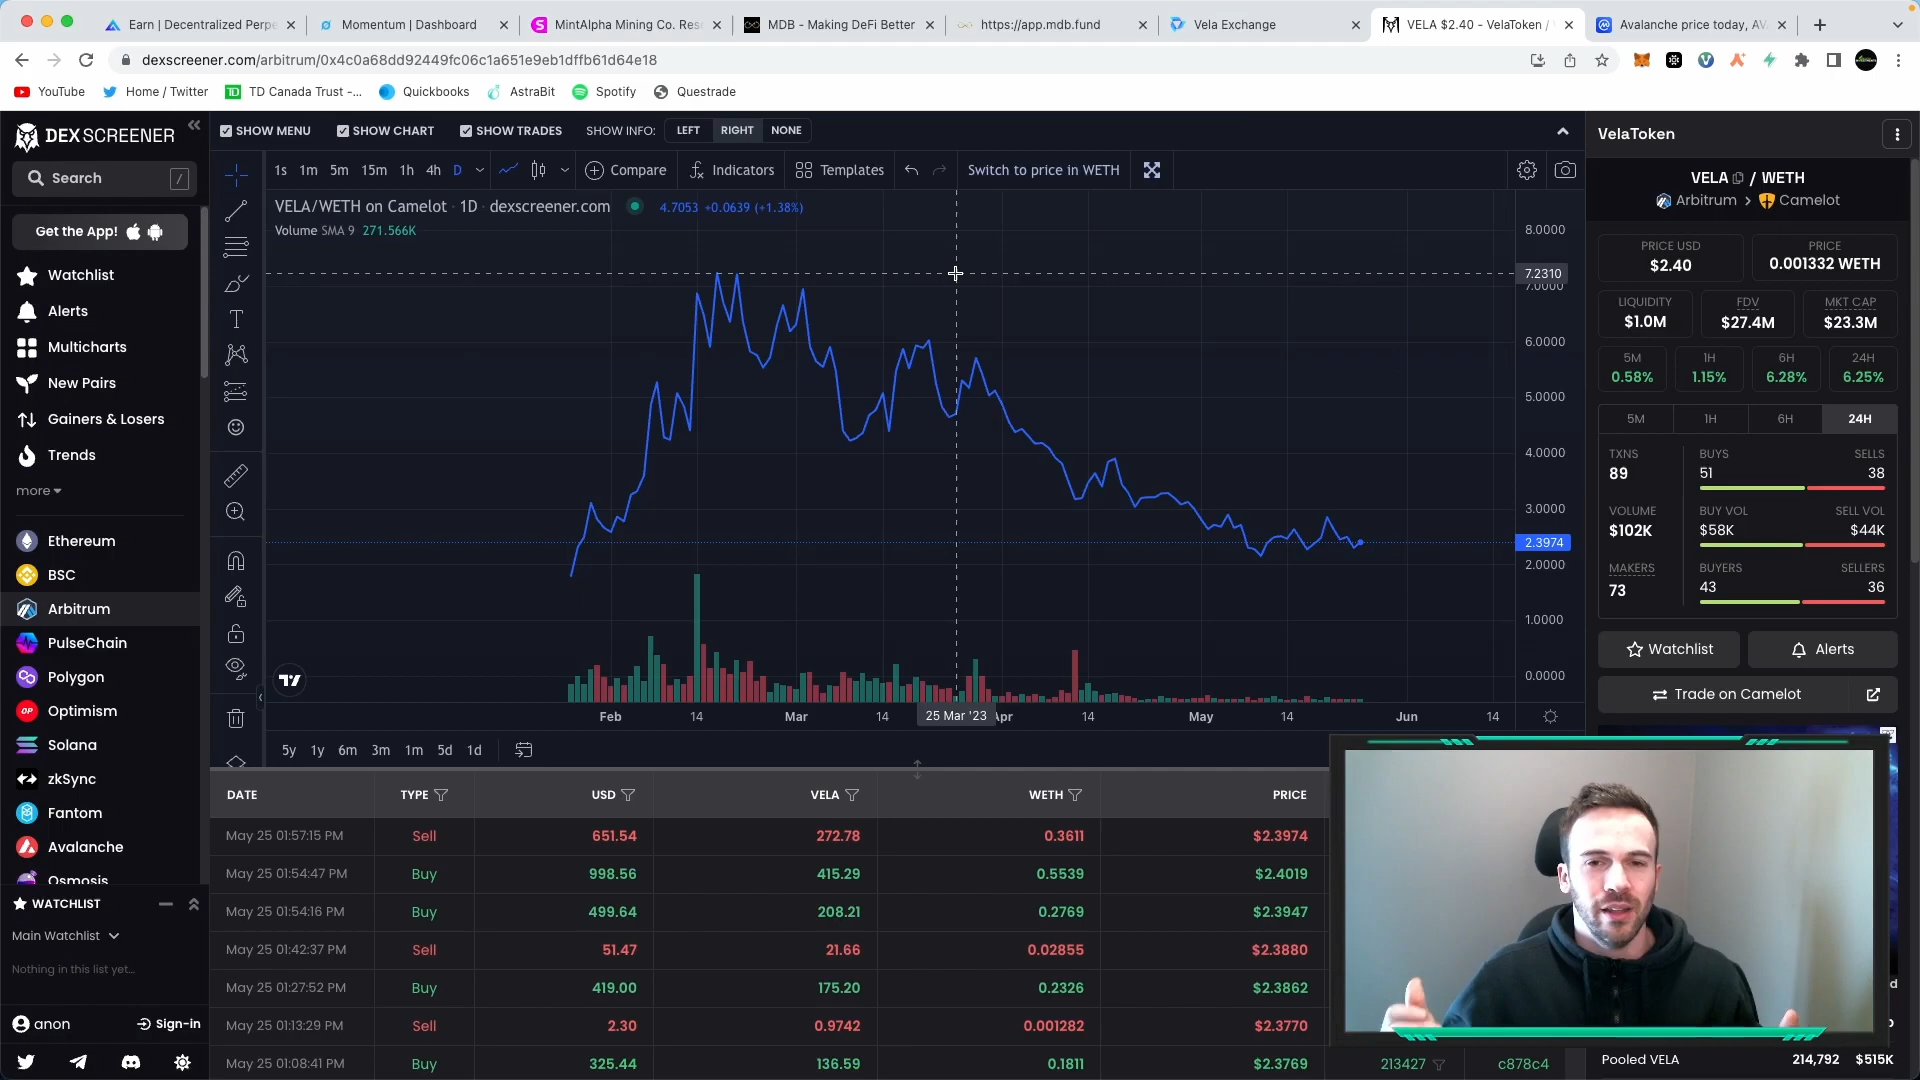 Earn | Decentralized Perpe
Momentum | Dashboard
MintAlpha Mining Co. Res
MDB - Making DeFi Better
https://app.mdb.fund
Vela Exchange
VELA $2.40 - VelaToken /
Avalanche price today, AV
dexscreener.com/arbitrum/0x4c0a68dd92449fc06c1a651e9eb1dffb61d64e18
YouTube
Home / Twitter
TD Canada Trust -...
Quickbooks
AstraBit
Spotify
Questrade
DEXSCREENER
Search
/
Get the App!
Watchlist
Alerts
Multicharts
New Pairs
Gainers & Losers
Trends
more
Ethereum
BSC
Arbitrum
PulseChain
Polygon
Optimism
Solana
zkSync
Fantom
Avalanche
Osmosis
WATCHLIST
Main Watchlist
Nothing in this list yet...
anon
Sign-in
SHOW MENU
SHOW CHART
SHOW TRADES
SHOW INFO:
LEFT
RIGHT
NONE
1s 1m 5m 15m 1h 4h D
Compare
Indicators
Templates
Switch to price in WETH
VELA/WETH on Camelot · 1D · dexscreener.com
4.7053 +0.0639 (+1.38%)
Volume SMA 9 271.566K
8.0000
7.2310
7.0000
6.0000
5.0000
4.0000
3.0000
2.3974
2.0000
1.0000
0.0000
Feb 14 Mar 14 25 Mar '23 Apr 14 May 14 Jun 14
5y 1y 6m 3m 1m 5d 1d
DATE TYPE USD VELA WETH PRICE
May 25 01:57:15 PM Sell 651.54 272.78 0.3611 $2.3974
May 25 01:54:47 PM Buy 998.56 415.29 0.5539 $2.4019
May 25 01:54:16 PM Buy 499.64 208.21 0.2769 $2.3947
May 25 01:42:37 PM Sell 51.47 21.66 0.02855 $2.3880
May 25 01:27:52 PM Buy 419.00 175.20 0.2326 $2.3862
May 25 01:13:29 PM Sell 2.30 0.9742 0.001282 $2.3770
May 25 01:08:41 PM Buy 325.44 136.59 0.1811 $2.3769 213427 c878c4
VelaToken
VELA / WETH
Arbitrum > Camelot
PRICE USD
$2.40
PRICE
0.001332 WETH
LIQUIDITY
$1.0M
FDV
$27.4M
MKT CAP
$23.3M
5M
0.58%
1H
1.15%
6H
6.28%
24H
6.25%
5M 1H 6H 24H
TXNS
89
BUYS
51
SELLS
38
VOLUME
$102K
BUY VOL
$58K
SELL VOL
$44K
MAKERS
73
BUYERS
43
SELLERS
36
Watchlist
Alerts
Trade on Camelot
Pooled VELA 214,792 $515K